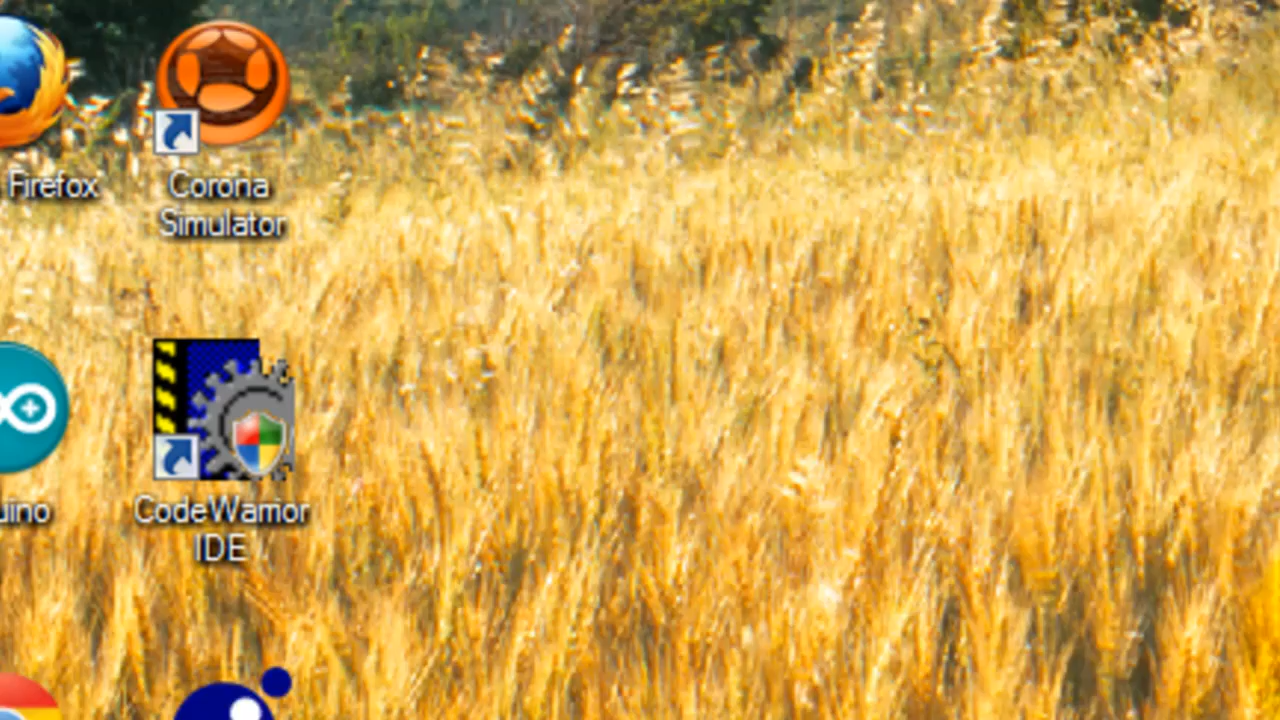 Firefox
Corona
Simulator
uino
CodeWarrior
IDE